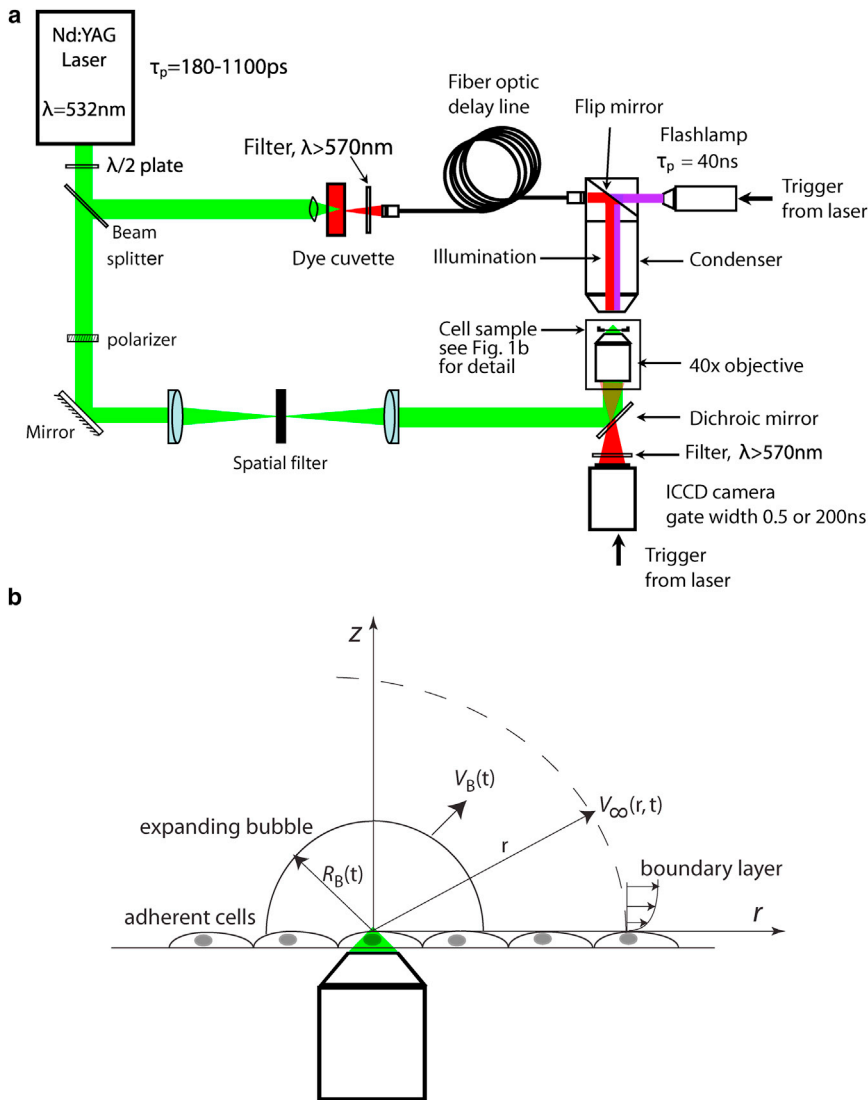 a
Nd:YAG
Laser
λ=532nm
τp=180-1100ps
λ/2 plate
Beam
splitter
polarizer
Mirror
Spatial filter
Filter, λ>570nm
Dye cuvette
Fiber optic
delay line
Flip mirror
Flashlamp
τp = 40ns
Trigger
from laser
Illumination
Condenser
Cell sample
see Fig. 1b
for detail
40x objective
Dichroic mirror
Filter, λ>570nm
ICCD camera
gate width 0.5 or 200ns
Trigger
from laser
b
z
VB(t)
V∞(r, t)
expanding bubble
r
RB(t)
boundary layer
adherent cells
r